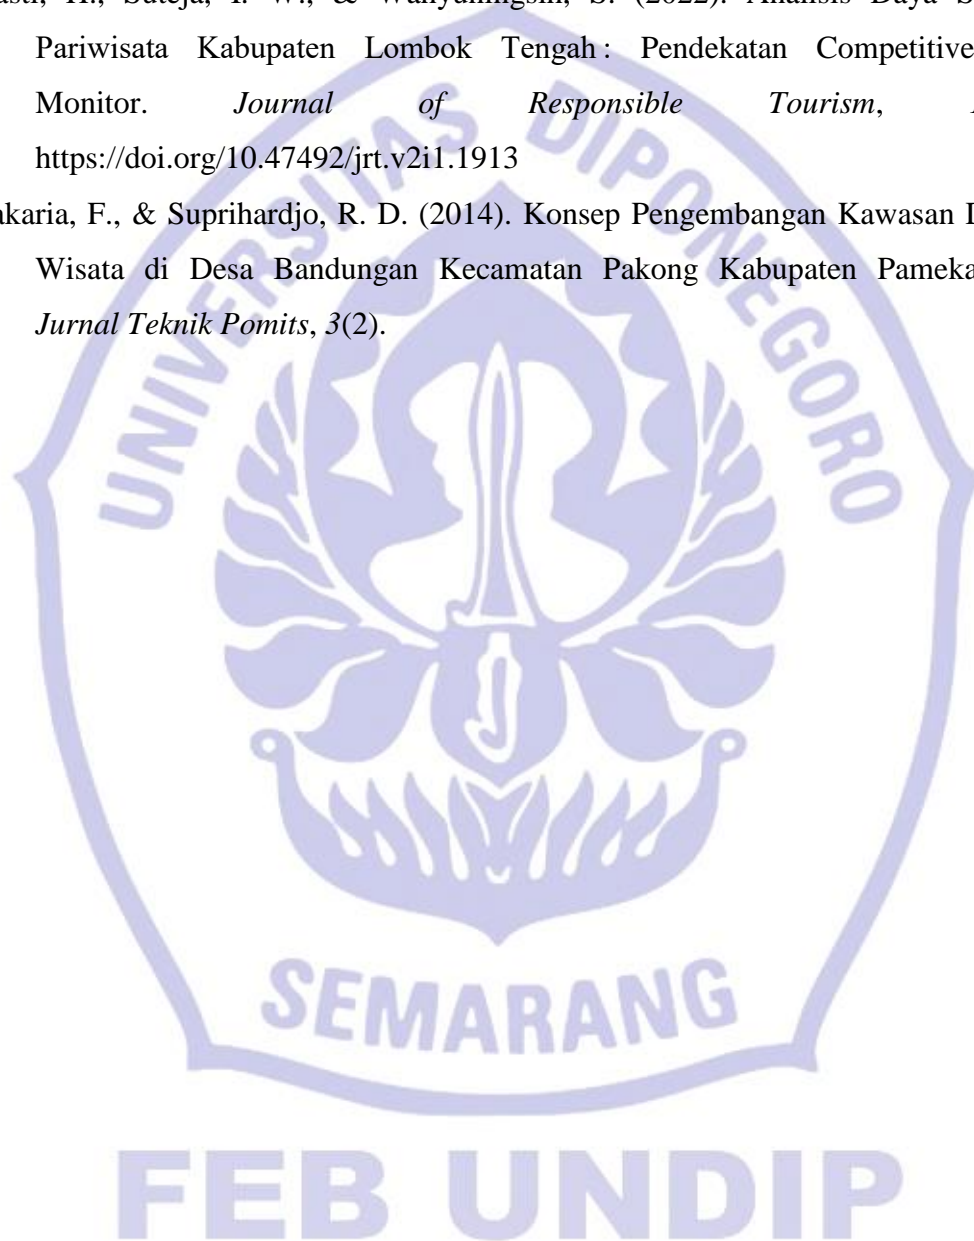 Pariwisata Kabupaten Lombok Tengah : Pendekatan Competitive
Monitor. Journal of Responsible Tourism,
https://doi.org/10.47492/jrt.v2i1.1913
akaria, F., & Suprihardjo, R. D. (2014). Konsep Pengembangan Kawasan
Wisata di Desa Bandungan Kecamatan Pakong Kabupaten Pameka
Jurnal Teknik Pomits, 3(2).
UNIVERSITAS DIPONEGORO
SEMARANG
FEB UNDIP